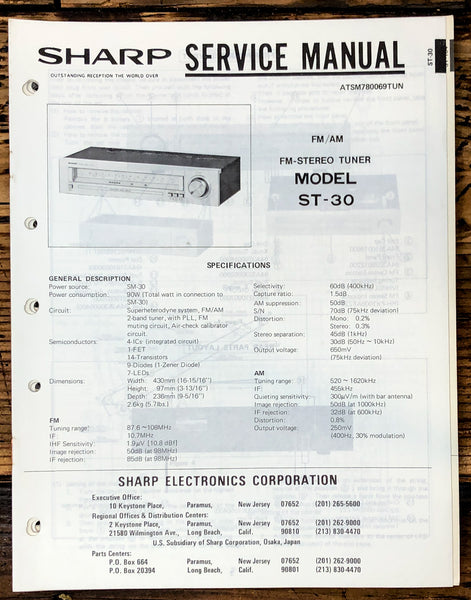 SHARP SERVICE MANUAL
OUTSTANDING RECEPTION THE WORLD OVER
ST-30
ATSM780069TUN
FM/AM
FM-STEREO TUNER
MODEL
ST-30
SPECIFICATIONS
GENERAL DESCRIPTION
Power source: SM-30
Power consumption: 90W (Total watt in connection to
SM-30)
Circuit: Superheterodyne system, FM/AM
2-band tuner, with PLL, FM
muting circuit, Air-check calibrator
circuit.
Semiconductors: 4-ICs (integrated circuit)
1-FET
14-Transistors
9-Diodes (1-Zener Diode)
7-LEDs
Dimensions: Width: 430mm (16-15/16")
Height: 97mm (3-13/16")
Depth: 236mm (9-5/16")
2.6kg (5.7lbs.)
FM
Tuning range: 87.6~108MHz
IF: 10.7MHz
IHF Sensitivity: 1.9μV [10.8 dBf]
Image rejection: 50dB (at 98MHz)
IF rejection: 85dB (at 98MHz)
Selectivity: 60dB (400kHz)
Capture ratio: 1.5dB
AM suppression: 50dB
S/N 70dB (75kHz deviation)
Distortion: Mono: 0.2%
Stereo: 0.3%
Stereo separation: 45dB (1kHz)
30dB (50Hz ~ 10kHz)
Output voltage: 650mV
(75kHz deviation)
AM
Tuning range: 520 ~ 1620kHz
IF: 455kHz
Quieting sensitivity: 300μV/m (with bar antenna)
Image rejection: 50dB (at 1000kHz)
IF rejection: 32dB (at 600kHz)
Distortion: 0.8%
Output voltage: 250mV
(400Hz, 30% modulation)
SHARP ELECTRONICS CORPORATION
Executive Office:
10 Keystone Place, Paramus, New Jersey 07652 (201) 265-5600
Regional Offices & Distribution Centers:
2 Keystone Place, Paramus, New Jersey 07652 (201) 262-9000
21580 Wilmington Ave., Long Beach, Calif. 90810 (213) 830-4470
U.S. Subsidiary of Sharp Corporation, Osaka, Japan
Parts Centers:
P.O. Box 664 Paramus, New Jersey 07652 (201) 262-9000
P.O. Box 20394 Long Beach, Calif. 90801 (213) 830-4470